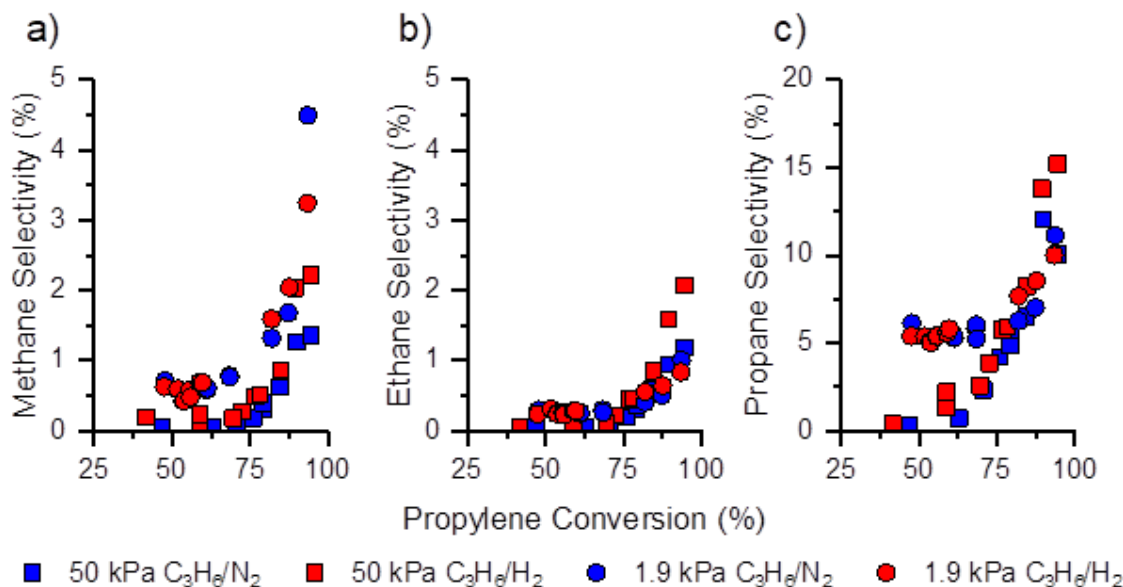 a)
Methane Selectivity (%)
5
4
3
2
1
0
25 50 75 100
b)
Ethane Selectivity (%)
5
4
3
2
1
0
25 50 75 100
c)
Propane Selectivity (%)
20
15
10
5
0
25 50 75 100
Propylene Conversion (%)
50 kPa C₃H₆/N₂ 50 kPa C₃H₆/H₂ 1.9 kPa C₃H₆/N₂ 1.9 kPa C₃H₆/H₂